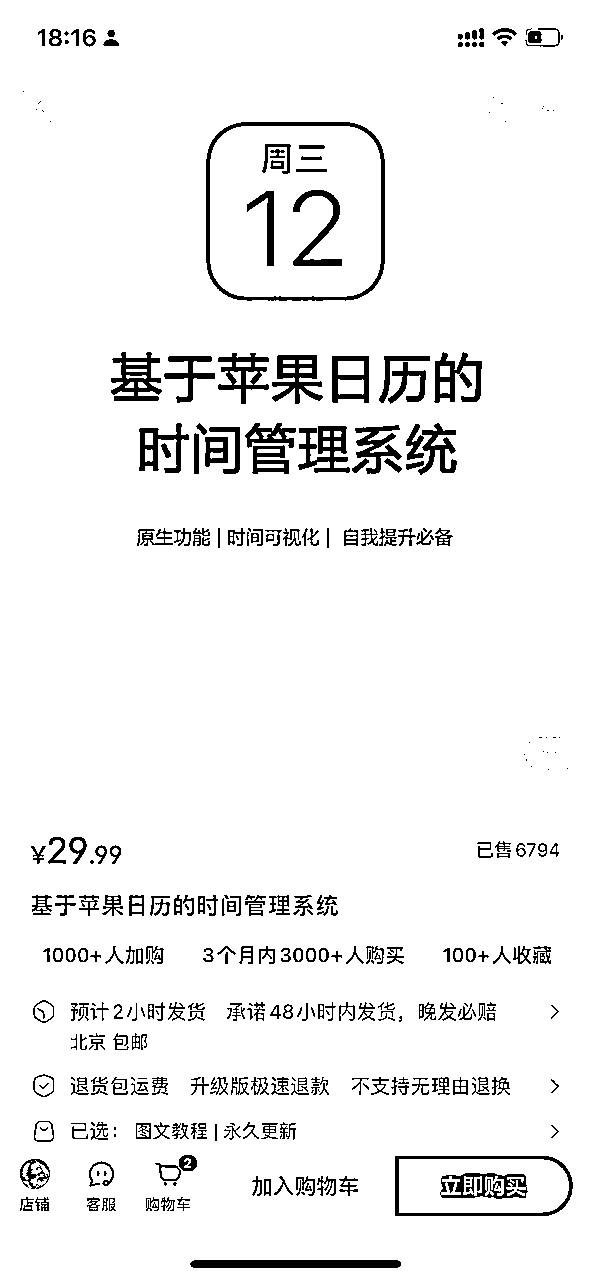 18:16
周三
12
基于苹果日历的
时间管理系统
原生功能 | 时间可视化 | 自我提升必备
¥29.99 已售6794
基于苹果日历的时间管理系统
1000+人加购 3个月内3000+人购买 100+人收藏
预计2小时发货 承诺48小时内发货，晚发必赔
北京 包邮
退货包运费 升级版极速退款 不支持无理由退换
已选： 图文教程 | 永久更新
2
店铺 客服 购物车 加入购物车 立即购买